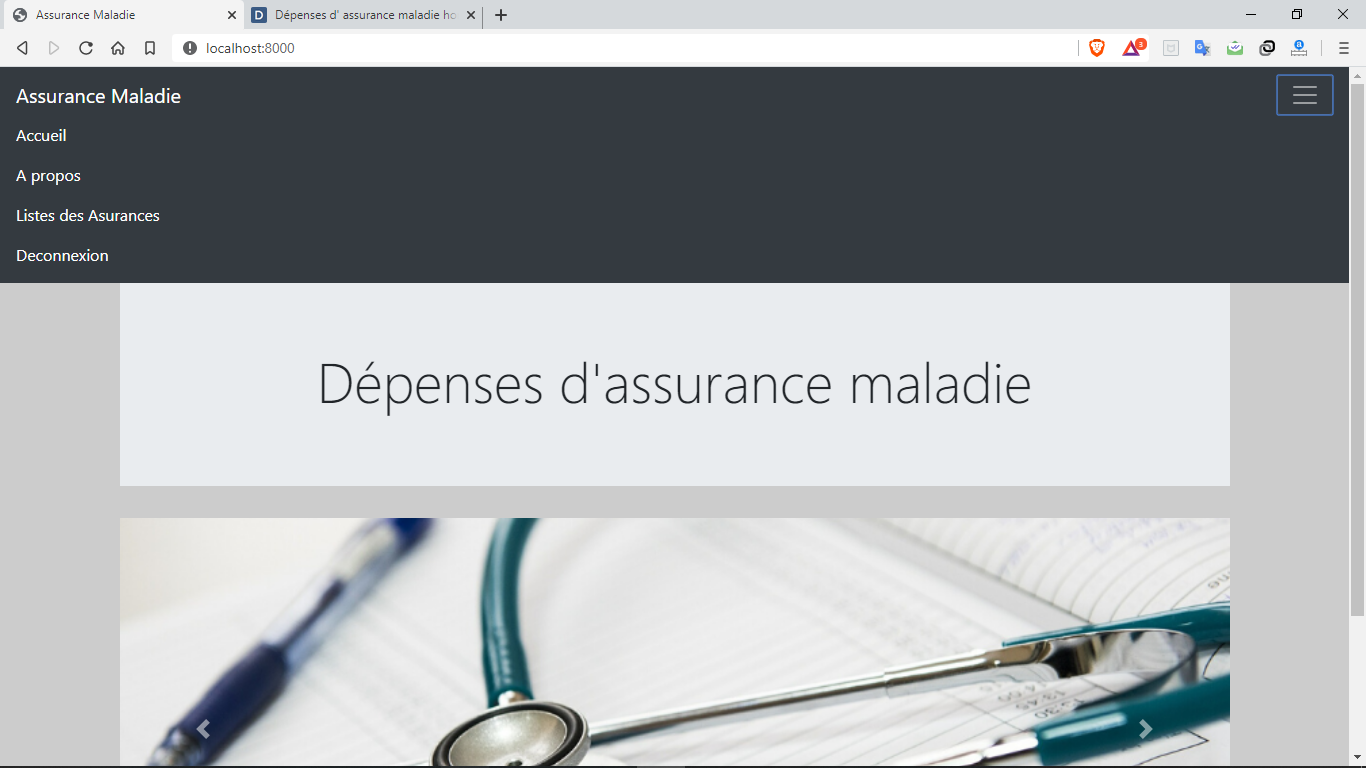 Assurance Maladie
Dépenses d' assurance maladie ho
localhost:8000
3
Assurance Maladie
Accueil
A propos
Listes des Asurances
Deconnexion
Dépenses d'assurance maladie